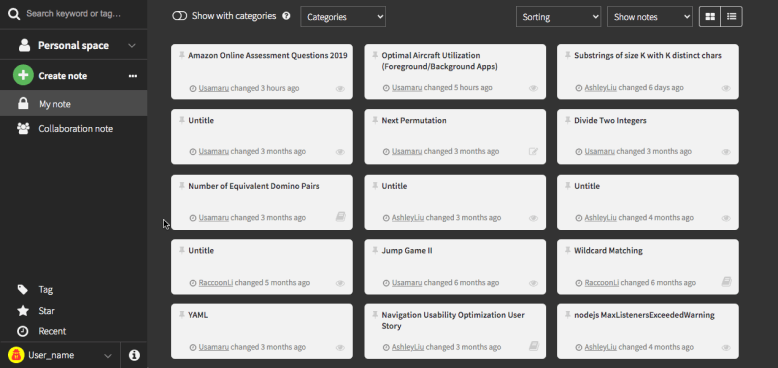 Search keyword or tag...
Show with categories
Categories
Sorting
Show notes
Personal space
Create note
My note
Collaboration note
Amazon Online Assessment Questions 2019
Usamaru changed 3 hours ago
Optimal Aircraft Utilization
(Foreground/Background Apps)
Usamaru changed 5 hours ago
Substrings of size K with K distinct chars
AshleyLiu changed 6 days ago
Untitle
Usamaru changed 3 months ago
Next Permutation
Usamaru changed 3 months ago
Divide Two Integers
Usamaru changed 3 months ago
Number of Equivalent Domino Pairs
Usamaru changed 3 months ago
Untitle
AshleyLiu changed 3 months ago
Untitle
AshleyLiu changed 4 months ago
Untitle
RaccoonLi changed 5 months ago
Jump Game II
Usamaru changed 6 months ago
Wildcard Matching
RaccoonLi changed 6 months ago
YAML
Usamaru changed 3 months ago
Navigation Usability Optimization User
Story
AshleyLiu changed 3 months ago
nodejs MaxListenersExceededWarning
AshleyLiu changed 4 months ago
Tag
Star
Recent
User_name